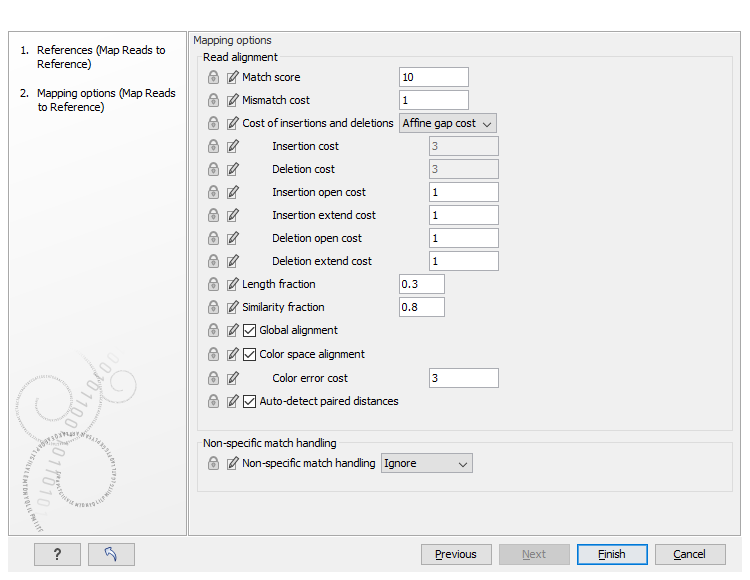 1. References (Map Reads to
Reference)
2. Mapping options (Map Reads
to Reference)
Mapping options
Read alignment
Match score 10
Mismatch cost 1
Cost of insertions and deletions Affine gap cost
Insertion cost 3
Deletion cost 3
Insertion open cost 1
Insertion extend cost 1
Deletion open cost 1
Deletion extend cost 1
Length fraction 0.3
Similarity fraction 0.8
Global alignment
Color space alignment
Color error cost 3
Auto-detect paired distances
Non-specific match handling
Non-specific match handling Ignore
? Previous Next Finish Cancel